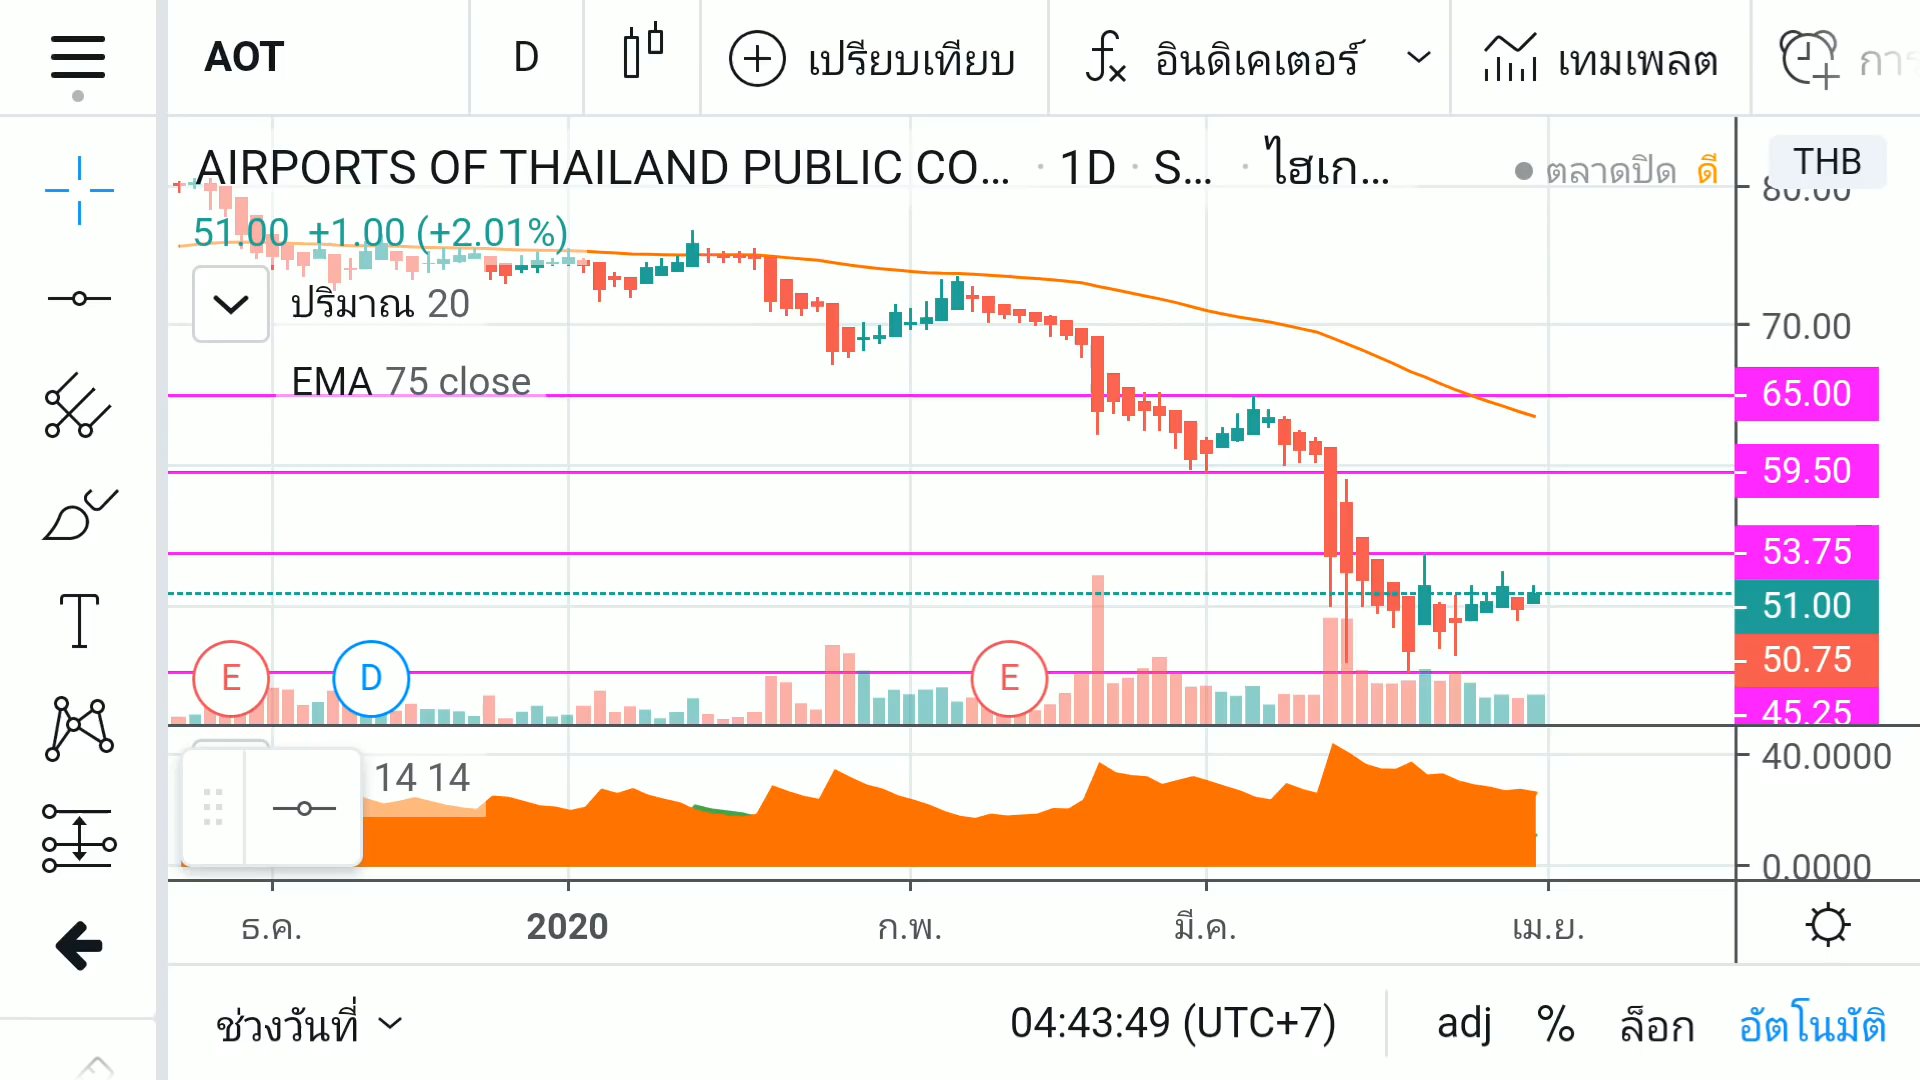 AOT
D
เปรียบเทียบ
อินดิเคเตอร์
เทมเพลต
AIRPORTS OF THAILAND PUBLIC CO... · 1D · S... · ไฮเก...
ตลาดปิด ดี
THB
51.00 +1.00 (+2.01%)
ปริมาณ 20
EMA 75 close
80.00
70.00
65.00
59.50
53.75
51.00
50.75
45.25
E
D
E
14 14
40.0000
0.0000
ธ.ค.
2020
ก.พ.
มี.ค.
เม.ย.
ช่วงวันที่
04:43:49 (UTC+7)
adj
%
ล็อก
อัตโนมัติ